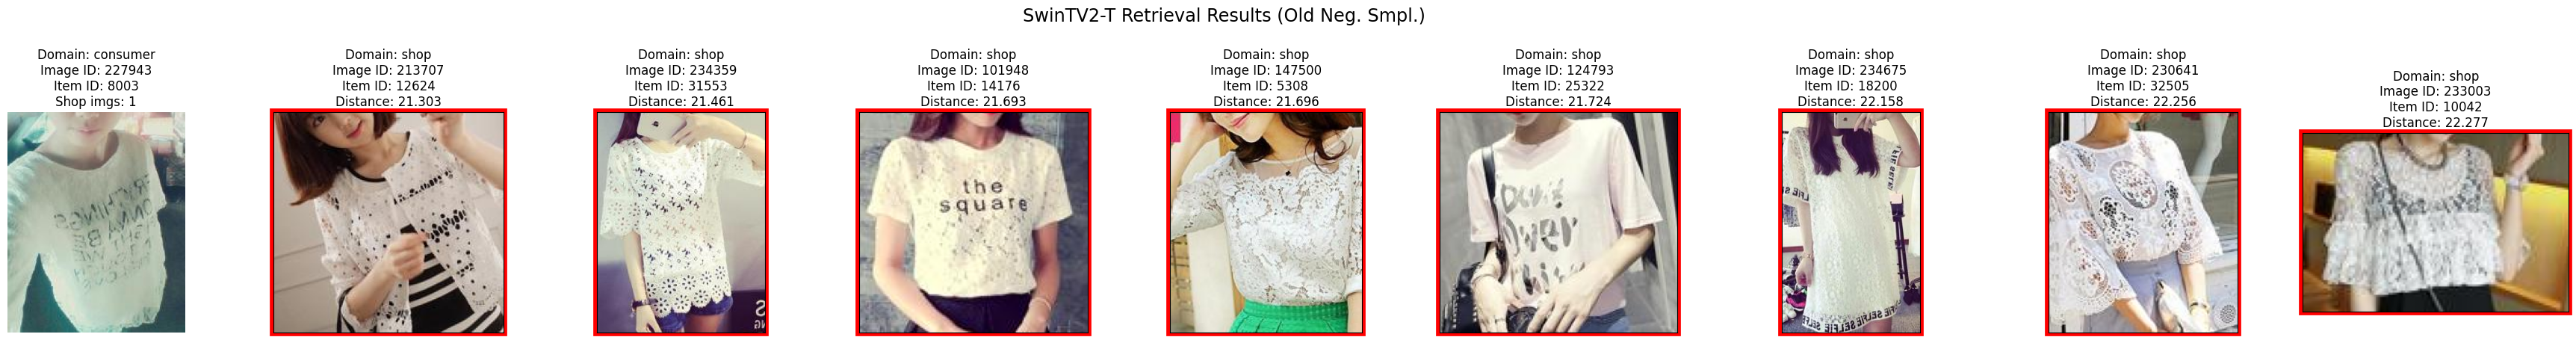 SwinTV2-T Retrieval Results (Old Neg. Smpl.)
Domain: consumer
Image ID: 227943
Item ID: 8003
Shop imgs: 1
Domain: shop
Image ID: 213707
Item ID: 12624
Distance: 21.303
Domain: shop
Image ID: 234359
Item ID: 31553
Distance: 21.461
Domain: shop
Image ID: 101948
Item ID: 14176
Distance: 21.693
the
square
Domain: shop
Image ID: 147500
Item ID: 5308
Distance: 21.696
Domain: shop
Image ID: 124793
Item ID: 25322
Distance: 21.724
Domain: shop
Image ID: 234675
Item ID: 18200
Distance: 22.158
Domain: shop
Image ID: 230641
Item ID: 32505
Distance: 22.256
Domain: shop
Image ID: 233003
Item ID: 10042
Distance: 22.277